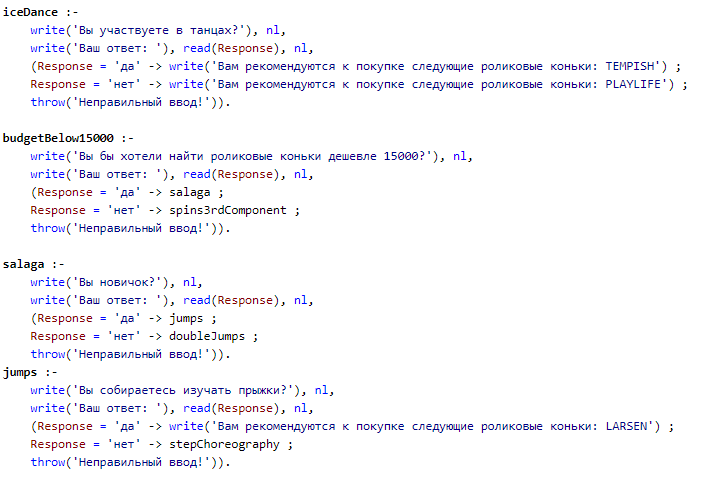 iceDance :-
    write('Вы участвуете в танцах?'), nl,
    write('Ваш ответ: '), read(Response), nl,
    (Response = 'да' -> write('Вам рекомендуются к покупке следующие роликовые коньки: TEMPISH') ;
    Response = 'нет' -> write('Вам рекомендуются к покупке следующие роликовые коньки: PLAYLIFE') ;
    throw('Неправильный ввод!')).
budgetBelow15000 :-
    write('Вы бы хотели найти роликовые коньки дешевле 15000?'), nl,
    write('Ваш ответ: '), read(Response), nl,
    (Response = 'да' -> salaga ;
    Response = 'нет' -> spins3rdComponent ;
    throw('Неправильный ввод!')).
salaga :-
    write('Вы новичок?'), nl,
    write('Ваш ответ: '), read(Response), nl,
    (Response = 'да' -> jumps ;
    Response = 'нет' -> doubleJumps ;
    throw('Неправильный ввод!')).
jumps :-
    write('Вы собираетесь изучать прыжки?'), nl,
    write('Ваш ответ: '), read(Response), nl,
    (Response = 'да' -> write('Вам рекомендуются к покупке следующие роликовые коньки: LARSEN') ;
    Response = 'нет' -> stepChoreography ;
    throw('Неправильный ввод!')).